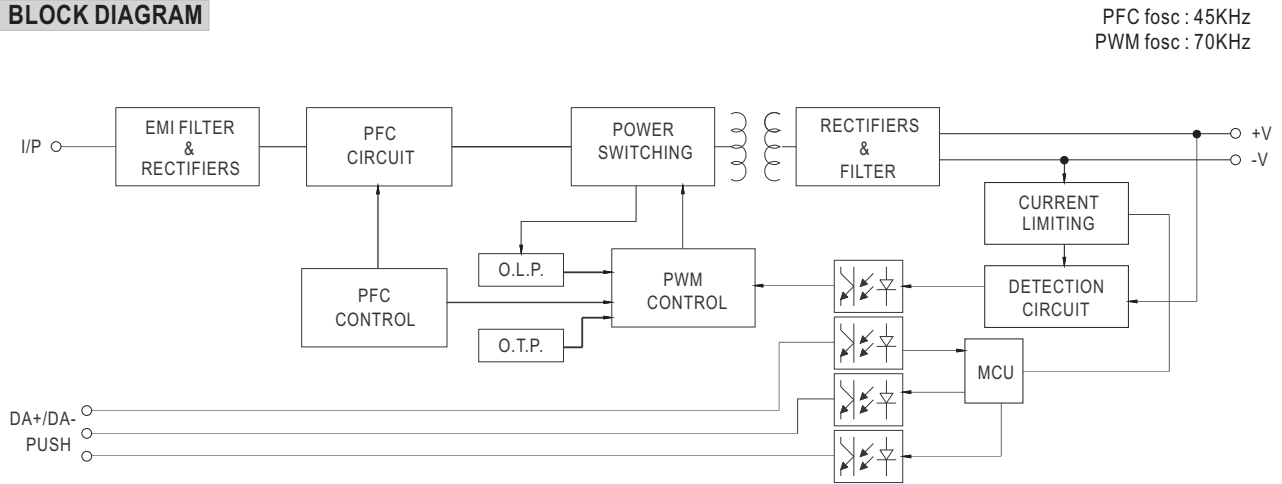 BLOCK DIAGRAM
PFC fosc : 45KHz
PWM fosc : 70KHz
I/P
EMI FILTER
&
RECTIFIERS
PFC
CIRCUIT
POWER
SWITCHING
RECTIFIERS
&
FILTER
+V
-V
CURRENT
LIMITING
O.L.P.
PFC
CONTROL
PWM
CONTROL
DETECTION
CIRCUIT
O.T.P.
MCU
DA+/DA-
PUSH